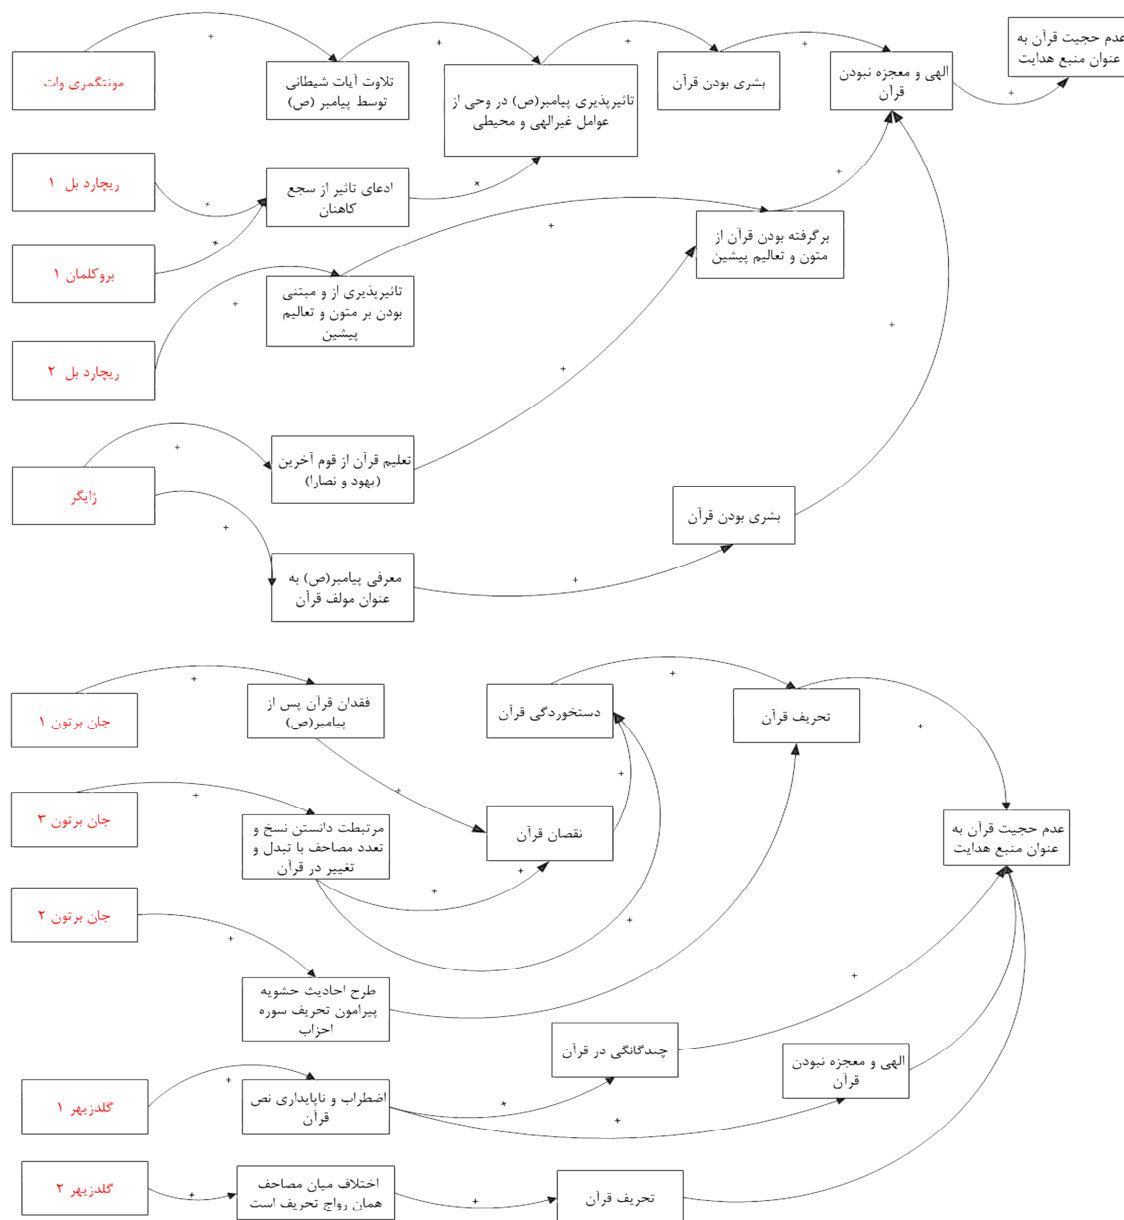 مونتگمری وات
تلاوت آیات شیطانی
توسط پیامبر (ص)
تاثیرپذیری پیامبر(ص) در وحی از
عوامل غیرالهی و محیطی
بشری بودن قرآن
الهی و معجزه نبودن
قرآن
عدم حجیت قرآن به
عنوان منبع هدایت
ریچارد بل ۱
ادعای تاثیر از سجع
کاهنان
برگرفته بودن قرآن از
متون و تعالیم پیشین
بروکلمان ۱
تاثیرپذیری از و مبتنی
بودن بر متون و تعالیم
پیشین
ریچارد بل ۲
ژایگر
تعلیم قرآن از قوم آخرین
(یهود و نصارا)
بشری بودن قرآن
معرفی پیامبر(ص) به
عنوان مولف قرآن
جان برتون ۱
فقدان قرآن پس از
پیامبر(ص)
دستخوردگی قرآن
تحریف قرآن
جان برتون ۳
مرتبطت دانستن نسخ و
تعدد مصاحف با تبدل و
تغییر در قرآن
نقصان قرآن
عدم حجیت قرآن به
عنوان منبع هدایت
جان برتون ۲
طرح احادیث حشویه
پیرامون تحریف سوره
احزاب
چندگانگی در قرآن
الهی و معجزه نبودن
قرآن
گلدزیهر ۱
اضطراب و ناپایداری نص
قرآن
گلدزیهر ۲
اختلاف میان مصاحف
همان رواج تحریف است
تحریف قرآن